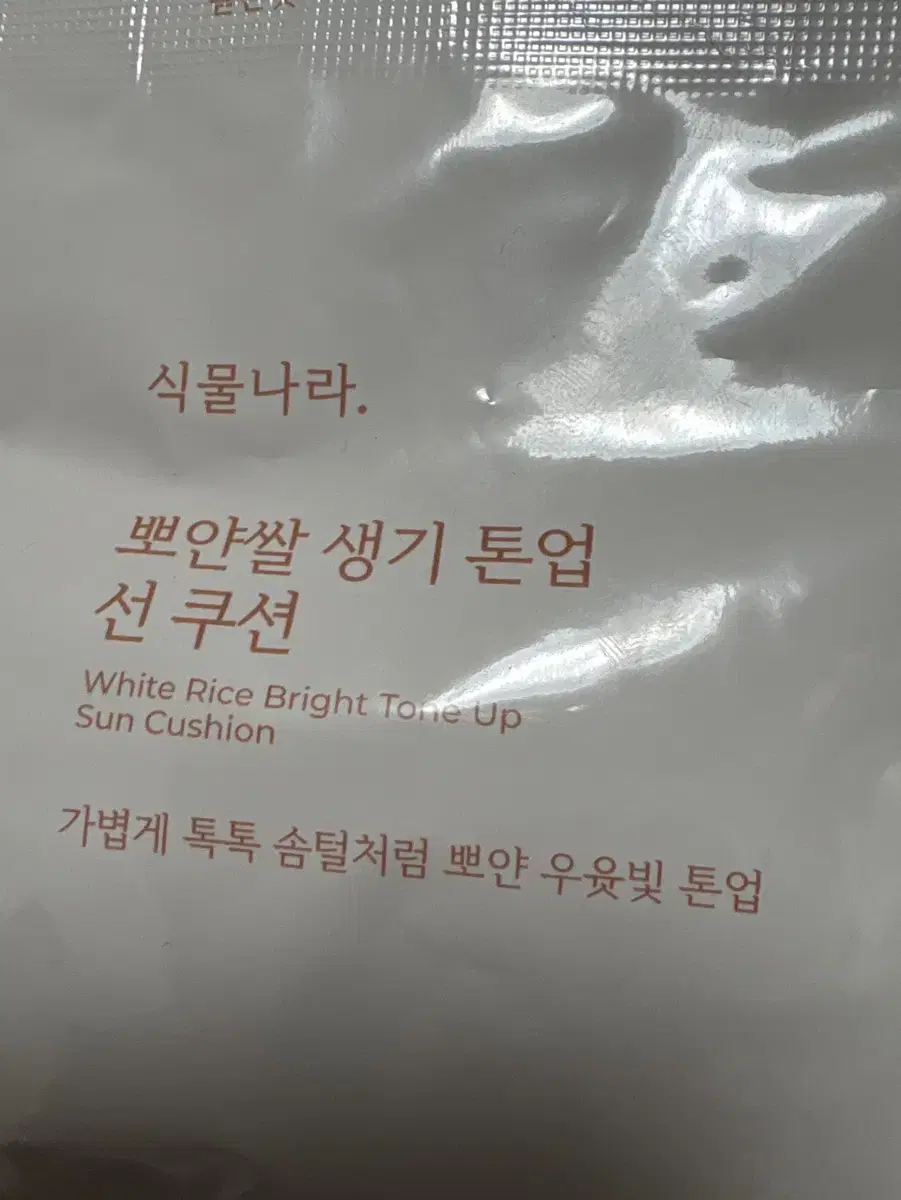 식물나라.
뽀얀쌀 생기 톤업
선 쿠션
White Rice Bright Tone Up
Sun Cushion
가볍게 톡톡 솜털처럼 뽀얀 우윳빛 톤업